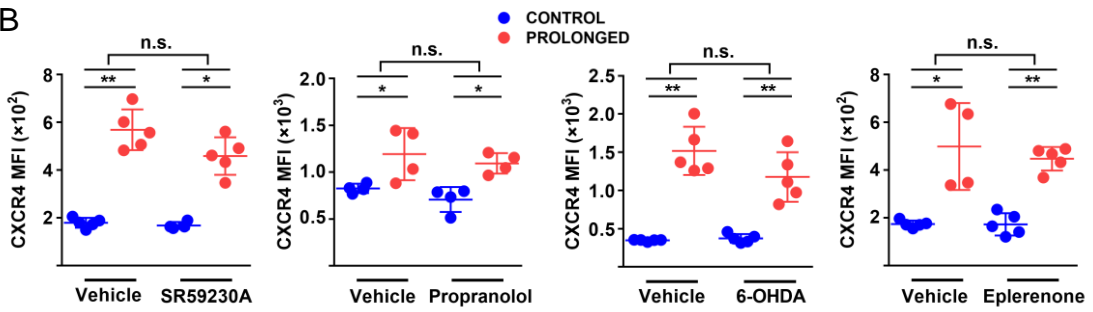 B
CONTROL
PROLONGED
n.s.
** *
CXCR4 MFI (×10²)
8
6
4
2
Vehicle SR59230A
n.s.
* *
CXCR4 MFI (×10³)
2.0
1.5
1.0
0.5
Vehicle Propranolol
n.s.
** **
CXCR4 MFI (×10³)
2.5
2.0
1.5
1.0
0.5
Vehicle 6-OHDA
n.s.
* **
CXCR4 MFI (×10²)
8
6
4
2
Vehicle Eplerenone